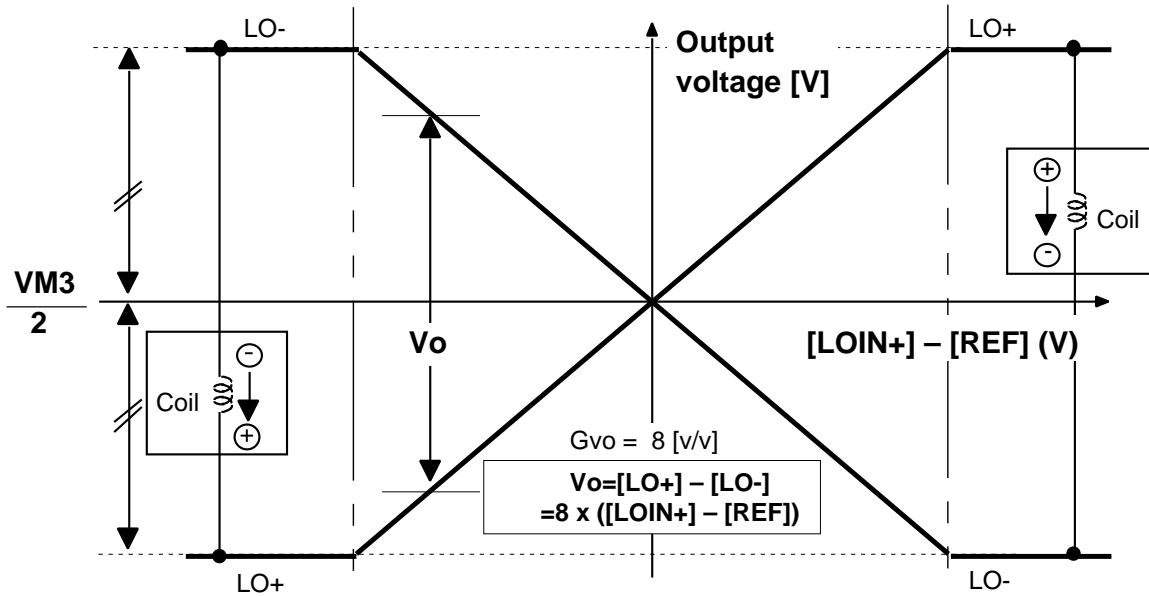 LO-
LO+
Output
voltage [V]
+
Coil
-
VM3
2
Vo
[LOIN+] – [REF] (V)
-
Coil
+
Gvo = 8 [v/v]
Vo=[LO+] – [LO-]
=8 x ([LOIN+] – [REF])
LO+
LO-